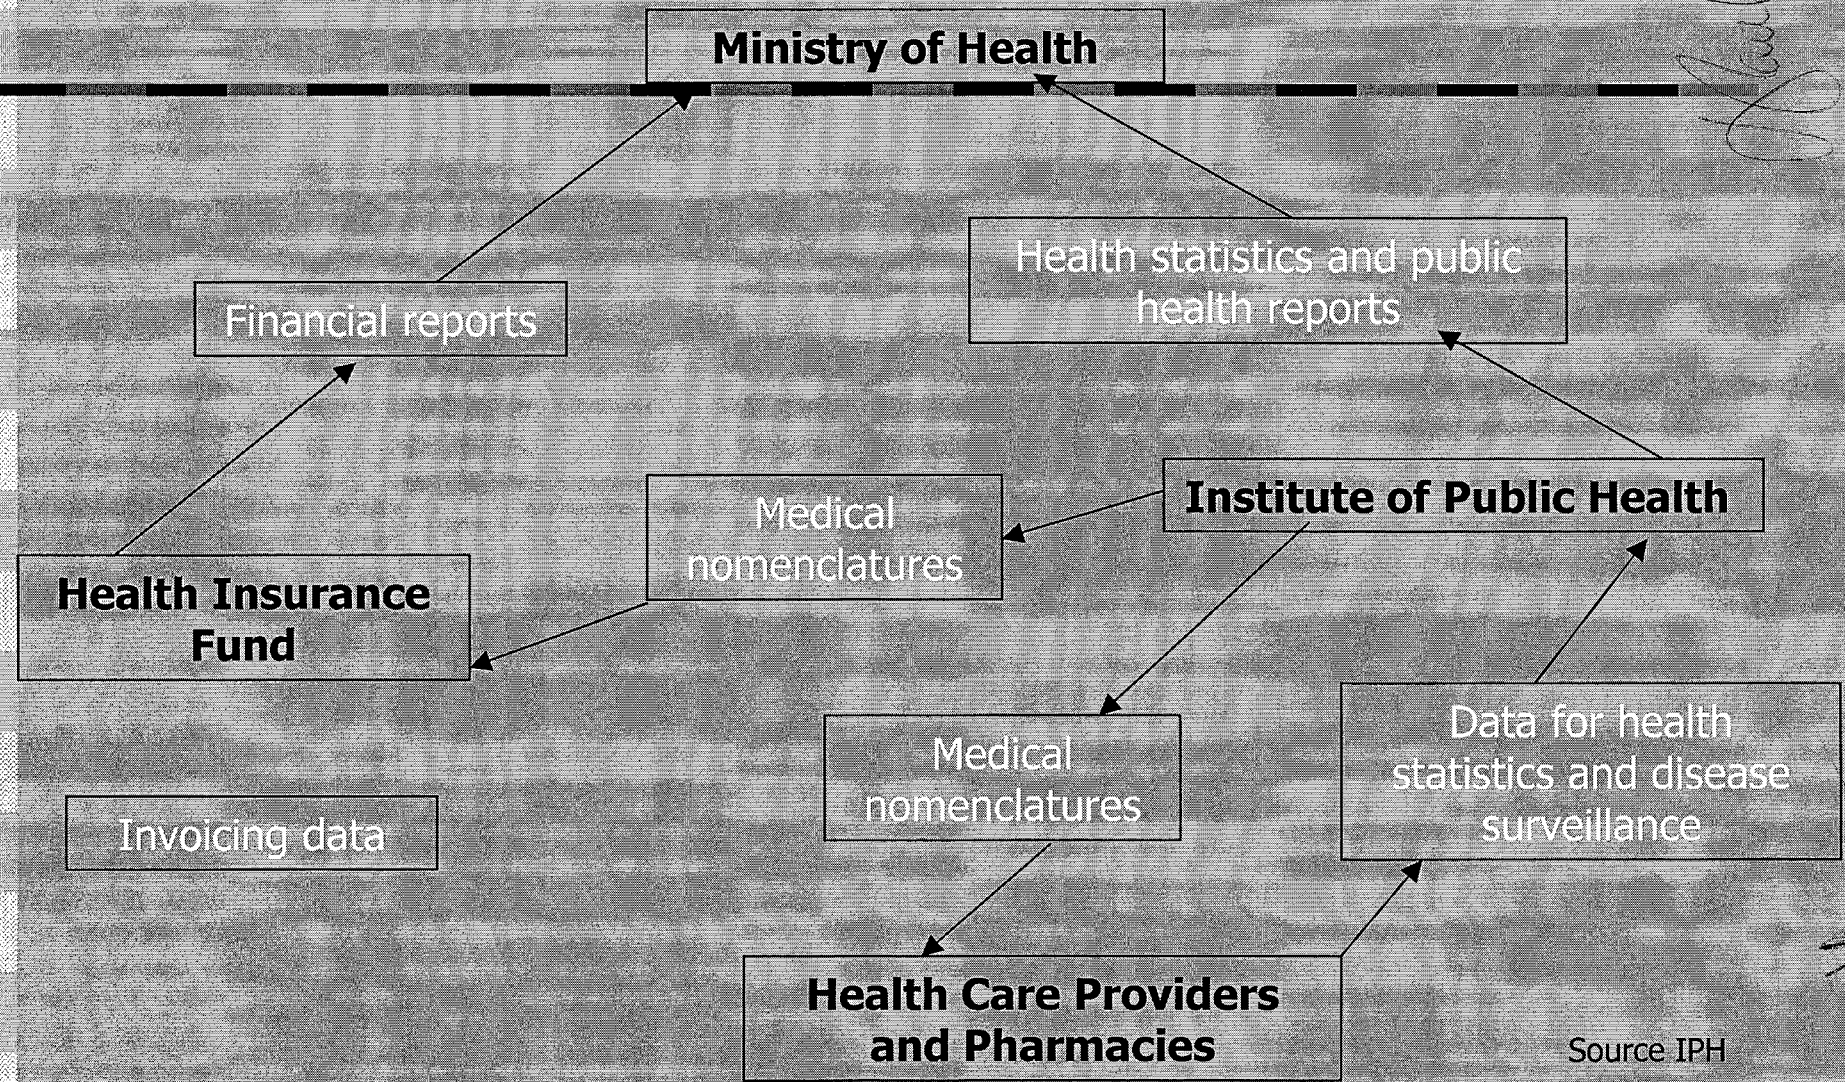 Ministry of Health
Health statistics and public
health reports
Financial reports
Institute of Public Health
Medical
nomenclatures
Health Insurance
Fund
Data for health
statistics and disease
surveillance
Medical
nomenclatures
Invoicing data
Health Care Providers
and Pharmacies
Source IPH